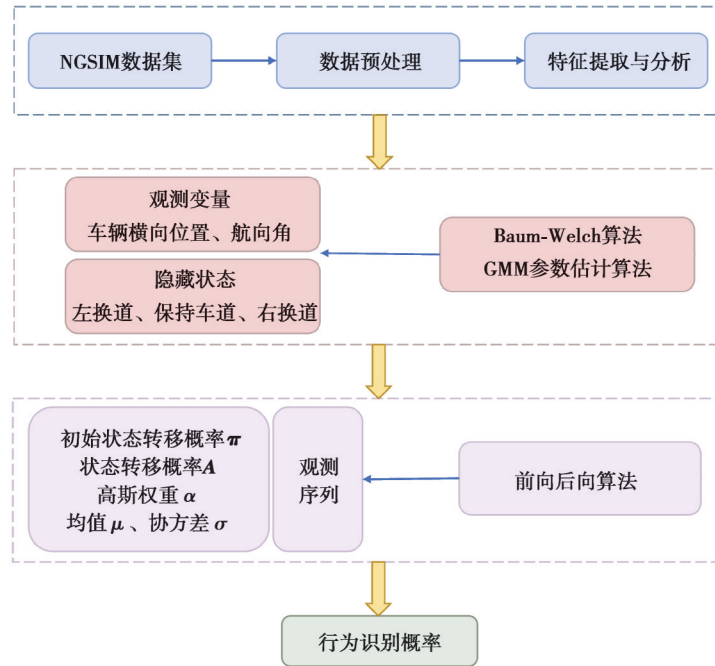 NGSIM数据集
数据预处理
特征提取与分析
观测变量
车辆横向位置、航向角
隐藏状态
左换道、保持车道、右换道
Baum-Welch算法
GMM参数估计算法
初始状态转移概率π
状态转移概率A
高斯权重α
均值μ、协方差σ
观测
序列
前向后向算法
行为识别概率